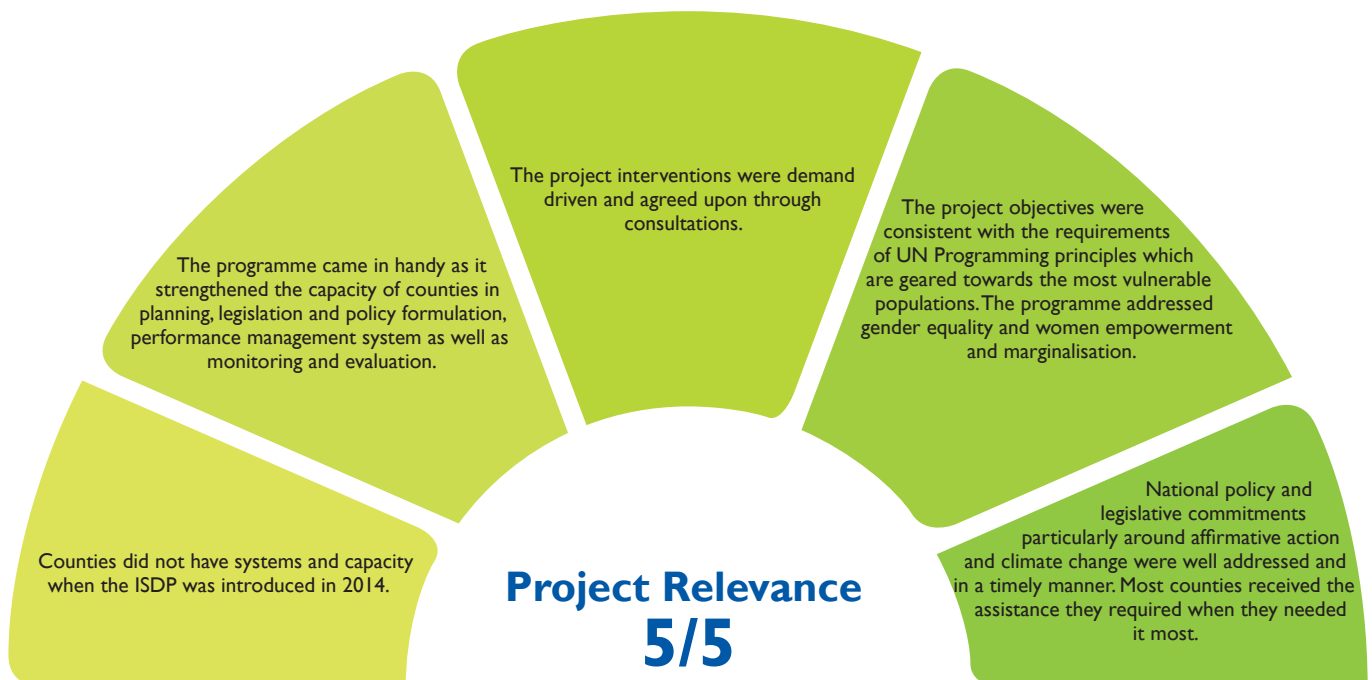 Counties did not have systems and capacity
when the ISDP was introduced in 2014.
The programme came in handy as it
strengthened the capacity of counties in
planning, legislation and policy formulation,
performance management system as well as
monitoring and evaluation.
The project interventions were demand
driven and agreed upon through
consultations.
The project objectives were
consistent with the requirements
of UN Programming principles which
are geared towards the most vulnerable
populations. The programme addressed
gender equality and women empowerment
and marginalisation.
National policy and
legislative commitments
particularly around affirmative action
and climate change were well addressed and
in a timely manner. Most counties received the
assistance they required when they needed
it most.
Project Relevance
5/5